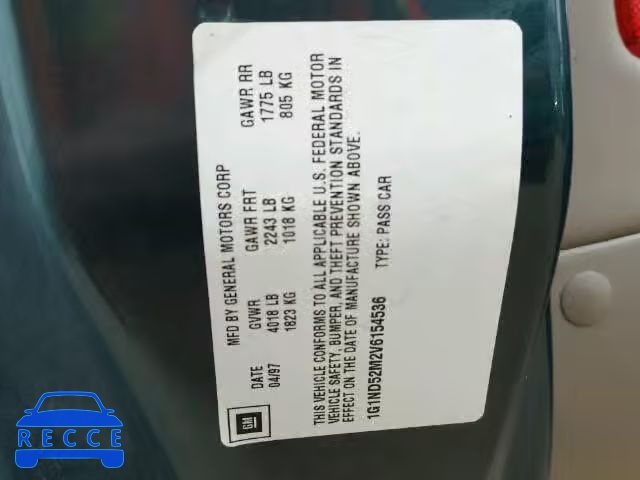 MFD BY GENERAL MOTORS CORP
DATE GVWR GAWR FRT GAWR RR
04/97 4018 LB 2243 LB 1775 LB
1823 KG 1018 KG 805 KG
THIS VEHICLE CONFORMS TO ALL APPLICABLE U.S. FEDERAL MOTOR
VEHICLE SAFETY, BUMPER, AND THEFT PREVENTION STANDARDS IN
EFFECT ON THE DATE OF MANUFACTURE SHOWN ABOVE.
1G1ND52M2V6154536 TYPE: PASS CAR
GM
RECCE